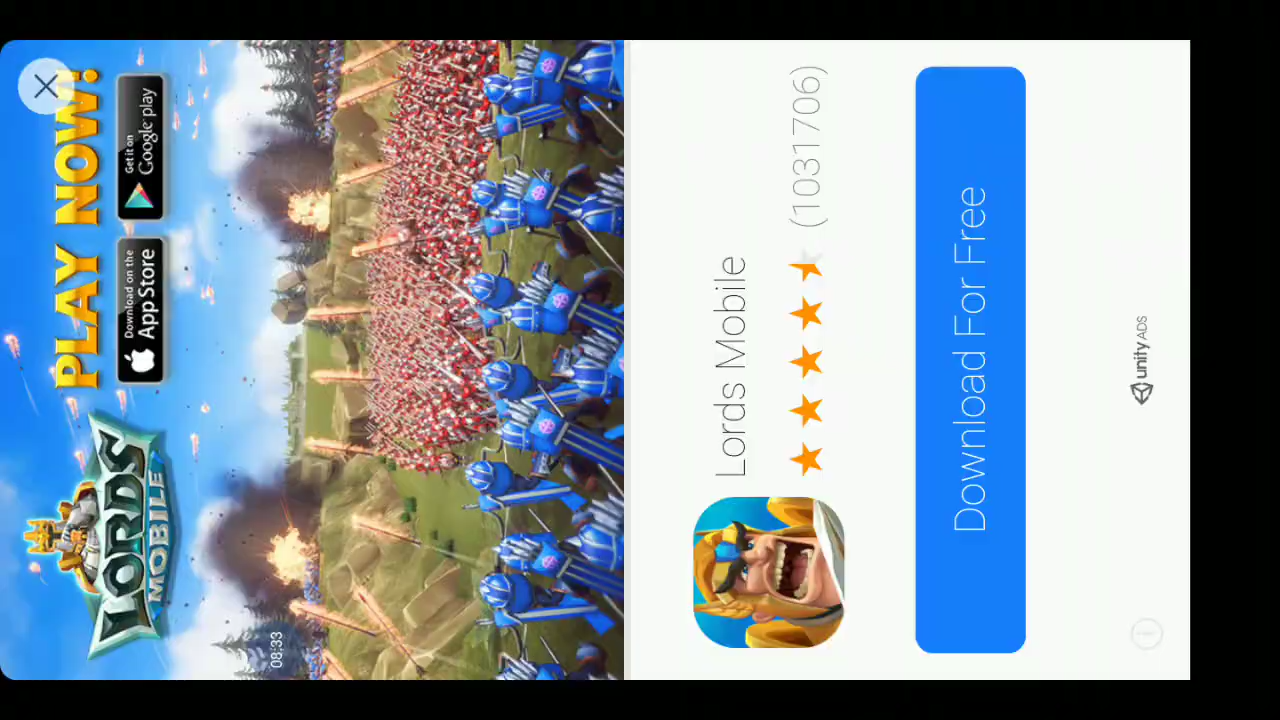 LORDS
MOBILE
PLAY NOW!
Download on the
App Store
Get it on
Google play
08:33
Lords Mobile
(1031706)
Download For Free
unity ADS